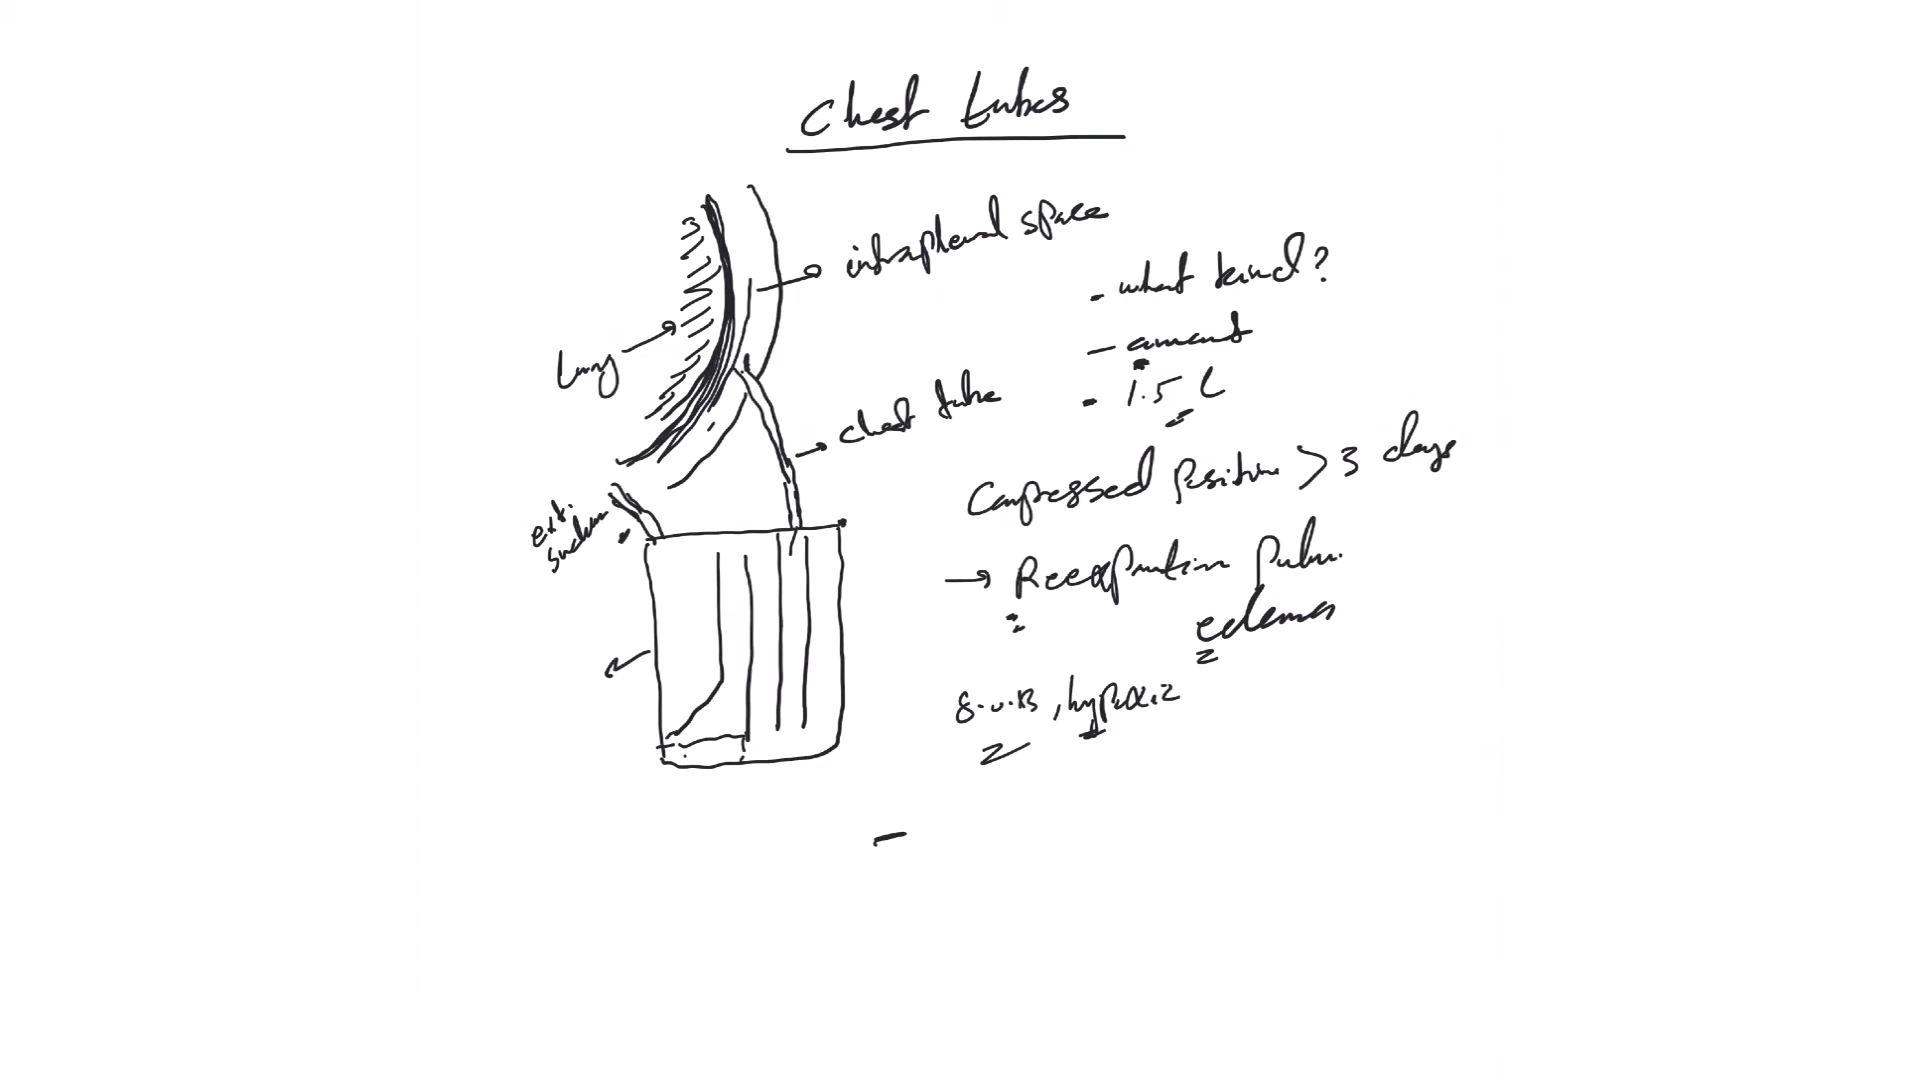 Chest tubes
intrapleural space
- what kind?
- amount
- 1.5 L
Lung
chest tube
Compressed position > 3 days
ext.
suction
→ Reexpansion pulm.
edema
S.O.B, hypoxia